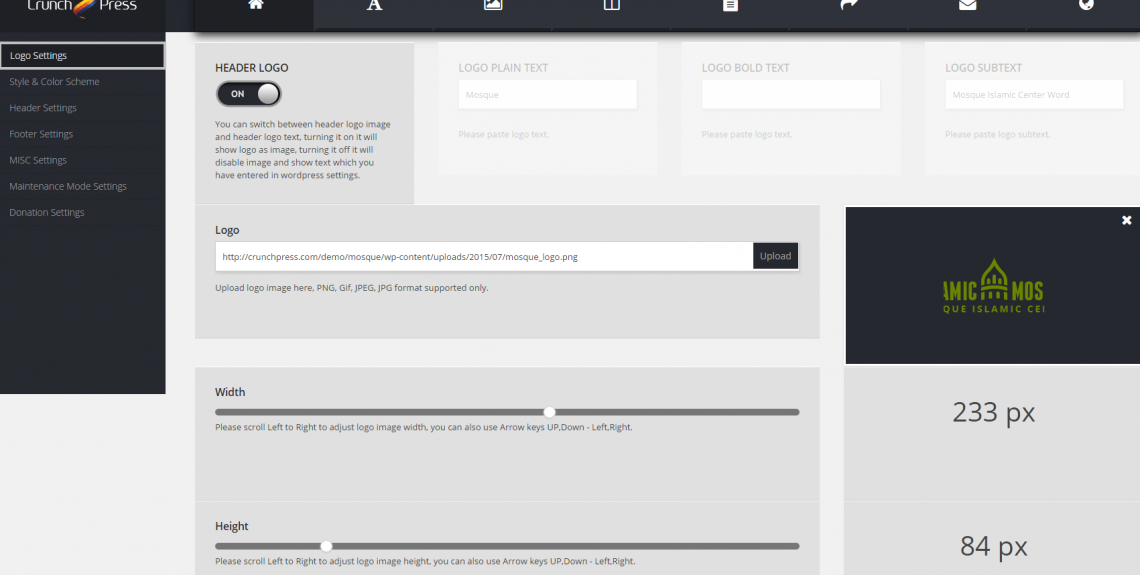 Crunch Press
A
Logo Settings
Style & Color Scheme
Header Settings
Footer Settings
MISC Settings
Maintenance Mode Settings
Donation Settings
HEADER LOGO
ON
You can switch between header logo image
and header logo text, turning it on it will
show logo as image, turning it off it will
disable image and show text which you
have entered in wordpress settings.
LOGO PLAIN TEXT
Mosque
Please paste logo text.
LOGO BOLD TEXT
Please paste logo text.
LOGO SUBTEXT
Mosque Islamic Center Word
Please paste logo subtext.
Logo
http://crunchpress.com/demo/mosque/wp-content/uploads/2015/07/mosque_logo.png
Upload
Upload logo image here, PNG, Gif, JPEG, JPG format supported only.
AMIC MOS
QUE ISLAMIC CEI
Width
Please scroll Left to Right to adjust logo image width, you can also use Arrow keys UP,Down - Left,Right.
233 px
Height
Please scroll Left to Right to adjust logo image height, you can also use Arrow keys UP,Down - Left,Right.
84 px